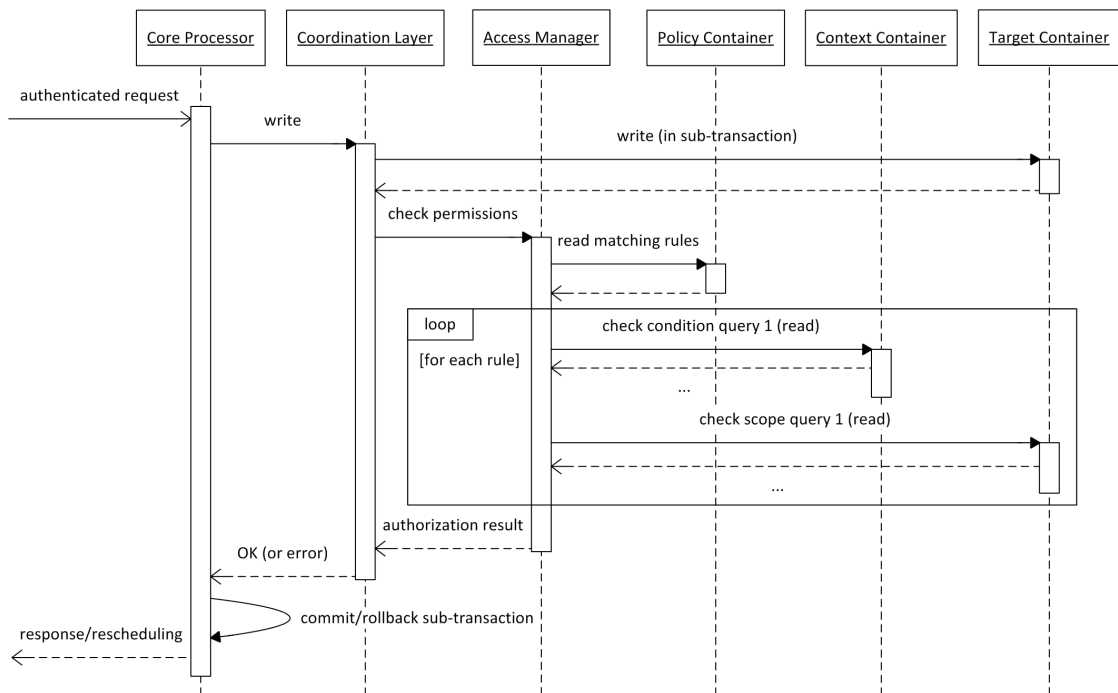 Core Processor
Coordination Layer
Access Manager
Policy Container
Context Container
Target Container
authenticated request
write
write (in sub-transaction)
check permissions
read matching rules
loop
check condition query 1 (read)
[for each rule]
...
check scope query 1 (read)
...
authorization result
OK (or error)
commit/rollback sub-transaction
response/rescheduling